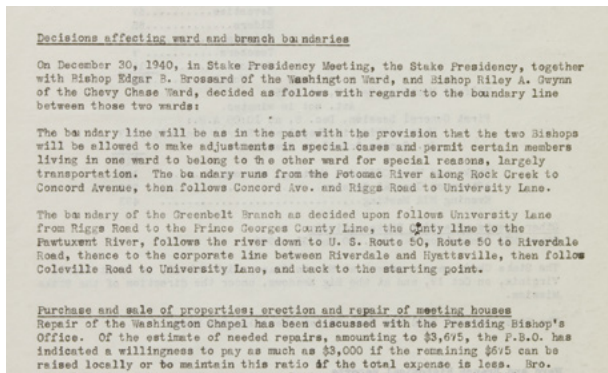 Decisions affecting ward and branch boundaries
On December 30, 1940, in Stake Presidency Meeting, the Stake Presidency, together
with Bishop Edgar B. Brossard of the Washington Ward, and Bishop Riley A. Gwynn
of the Chevy Chase Ward, decided as follows with regards to the boundary line
between those two wards:
The boundary line will be as in the past with the provision that the two Bishops
will be allowed to make adjustments in special cases and permit certain members
living in one ward to belong to the other ward for special reasons, largely
transportation. The boundary runs from the Potomac River along Rock Creek to
Concord Avenue, then follows Concord Ave. and Riggs Road to University Lane.
The boundary of the Greenbelt Branch as decided upon follows University Lane
from Riggs Road to the Prince Georges County Line, the County line to the
Pawtuxent River, follows the river down to U. S. Route 50, Route 50 to Riverdale
Road, thence to the corporate line between Riverdale and Hyattsville, then follow
Coleville Road to University Lane, and back to the starting point.
Purchase and sale of properties; erection and repair of meeting houses
Repair of the Washington Chapel has been discussed with the Presiding Bishop's
Office. Of the estimate of needed repairs, amounting to $3,675, the P.B.O. has
indicated a willingness to pay as much as $3,000 if the remaining $675 can be
raised locally or to maintain this ratio if the total expense is less. Bro.